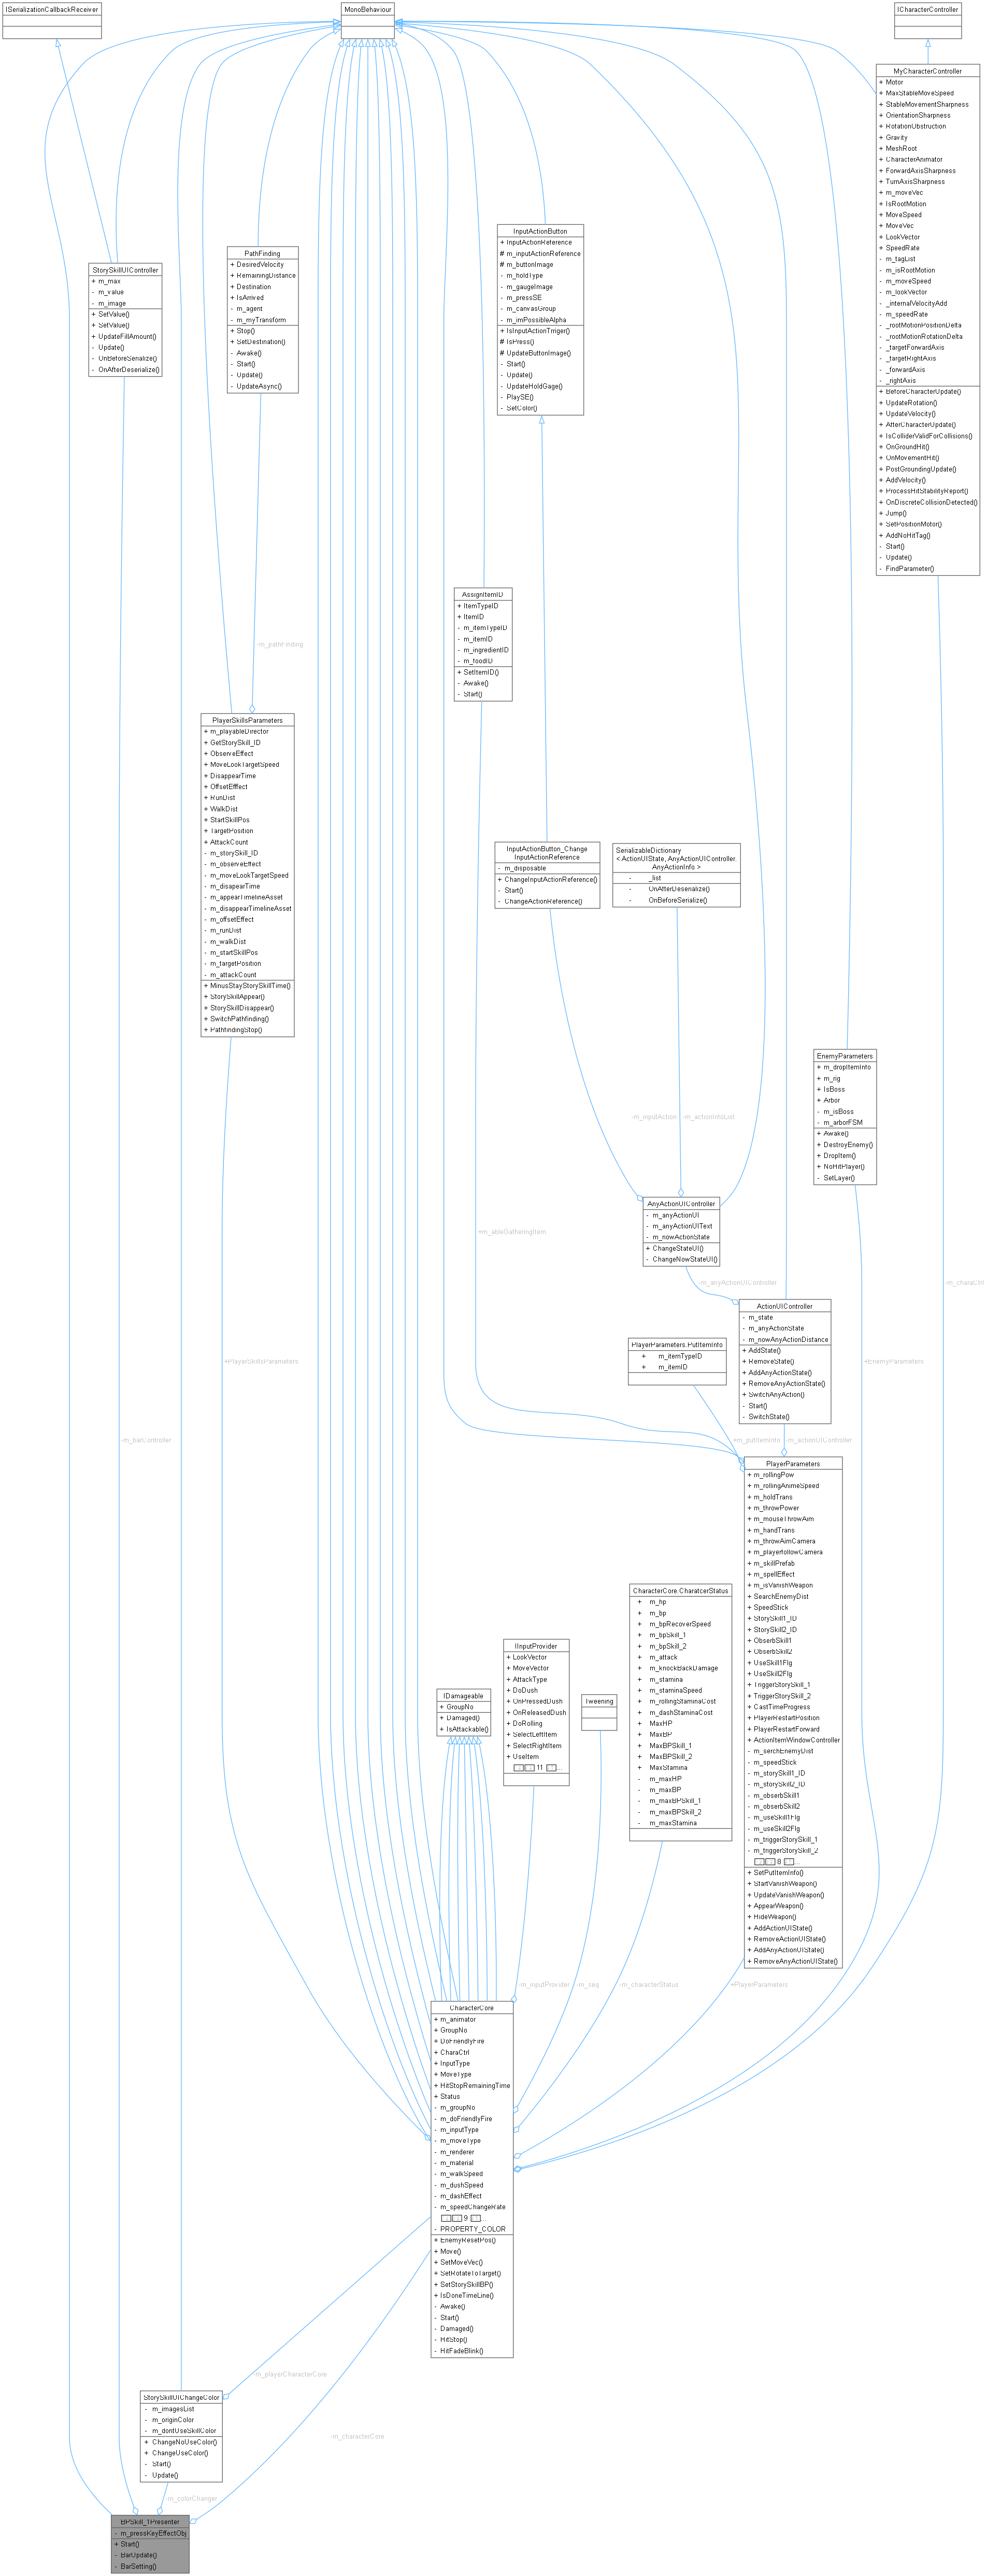 ISerializationCallbackReceiver
MonoBehaviour
ICharacterController
MyCharacterController
+ Motor
+ MaxStableMoveSpeed
+ StableMovementSharpness
+ OrientationSharpness
+ RotationObstruction
+ Gravity
+ MeshRoot
+ CharacterAnimator
+ ForwardAxisSharpness
+ TurnAxisSharpness
+ m_moveVec
+ IsRootMotion
+ MoveSpeed
+ MoveVec
+ LookVector
+ SpeedRate
- m_tagList
- m_isRootMotion
- m_moveSpeed
- m_lookVector
- _internalVelocityAdd
- m_speedRate
- _rootMotionPositionDelta
- _rootMotionRotationDelta
- _targetForwardAxis
- _targetRightAxis
- _forwardAxis
- _rightAxis
+ BeforeCharacterUpdate()
+ UpdateRotation()
+ UpdateVelocity()
+ AfterCharacterUpdate()
+ IsColliderValidForCollisions()
+ OnGroundHit()
+ OnMovementHit()
+ PostGroundingUpdate()
+ AddVelocity()
+ ProcessHitStabilityReport()
+ OnDiscreteCollisionDetected()
+ Jump()
+ SetPositionMotor()
+ AddNoHitTag()
- Start()
- Update()
- FindParameter()
InputActionButton
+ InputActionReference
# m_inputActionReference
# m_buttonImage
- m_holdType
- m_gaugeImage
- m_pressSE
- m_canvasGroup
- m_imPossibleAlpha
+ IsInputActionTrriger()
# IsPress()
# UpdateButtonImage()
- Start()
- Update()
- UpdateHoldGage()
- PlaySE()
- SetColor()
PathFinding
+ DesiredVelocity
+ RemainingDistance
+ Destination
+ IsArrived
- m_agent
- m_myTransform
+ Stop()
+ SetDestination()
- Awake()
- Start()
- Update()
- UpdateAsync()
StorySkillUIController
+ m_max
- m_value
- m_image
+ SetValue()
+ SetValue()
+ UpdateFillAmount()
- Update()
- OnBeforeSerialize()
- OnAfterDeserialize()
AssignItemID
+ ItemTypeID
+ ItemID
- m_itemTypeID
- m_itemID
- m_ingredientID
- m_foodID
+ SetItemID()
- Awake()
- Start()
-m_pathFinding
PlayerSkillsParameters
+ m_playableDirector
+ GetStorySkill_ID
+ ObserveEffect
+ MoveLookTargetSpeed
+ DisappearTime
+ OffsetEfffect
+ RunDist
+ WalkDist
+ StartSkillPos
+ TargetPosition
+ AttackCount
- m_storySkill_ID
- m_observeEffect
- m_moveLookTargetSpeed
- m_disapearTime
- m_appearTimelineAsset
- m_disappearTimelineAsset
- m_offsetEffect
- m_runDist
- m_walkDist
- m_startSkillPos
- m_targetPosition
- m_attackCount
+ MinusStayStorySkillTime()
+ StorySkillAppear()
+ StorySkillDisappear()
+ SwitchPathfinding()
+ PathfindingStop()
InputActionButton_Change
InputActionReference
- m_disposable
+ ChangeInputActionReference()
- Start()
- ChangeActionReference()
SerializableDictionary
< ActionUIState, AnyActionUIController.
AnyActionInfo >
- _list
- OnAfterDeserialize()
- OnBeforeSerialize()
EnemyParameters
+ m_dropItemInfo
+ m_rig
+ IsBoss
+ Arbor
- m_isBoss
- m_arborFSM
+ Awake()
+ DestroyEnemy()
+ DropItem()
+ NoHitPlayer()
- SetLayer()
-m_inputAction
-m_actionInfoList
AnyActionUIController
- m_anyActionUI
- m_anyActionUIText
- m_nowActionState
+ ChangeStateUI()
- ChangeNowStateUI()
+m_ableGatheringItem
-m_anyActionUIController
-m_charaCtrl
ActionUIController
- m_state
- m_anyActionState
- m_nowAnyActionDistance
+ AddState()
+ RemoveState()
+ AddAnyActionState()
+ RemoveAnyActionState()
+ SwitchAnyAction()
- Start()
- SwitchState()
PlayerParameters.PutItemInfo
+ m_itemTypeID
+ m_itemID
+PlayerSkillsParameters
+EnemyParameters
-m_barController
+m_putItemInfo
-m_actionUIController
PlayerParameters
+ m_rollingPow
+ m_rollingAnimeSpeed
+ m_holdTrans
+ m_throwPower
+ m_mouseThrowAim
+ m_handTrans
+ m_throwAimCamera
+ m_playerfollowCamera
+ m_skillPrefab
+ m_spellEffect
+ m_isVanishWeapon
+ SearchEnemyDist
+ SpeedStick
+ StorySkill1_ID
+ StorySkill2_ID
+ ObserbSkill1
+ ObserbSkill2
+ UseSkill1Flg
+ UseSkill2Flg
+ TriggerStorySkill_1
+ TriggerStorySkill_2
+ CastTimeProgress
+ PlayerRestartPosition
+ PlayerRestartForward
+ ActionItemWindowController
- m_serchEnemyDist
- m_speedStick
- m_storySkill1_ID
- m_storySkill2_ID
- m_obserbSkill1
- m_obserbSkill2
- m_useSkill1Flg
- m_useSkill2Flg
- m_triggerStorySkill_1
- m_triggerStorySkill_2
8 ...
+ SetPutItemInfo()
+ StartVanishWeapon()
+ UpdateVanishWeapon()
+ AppearWeapon()
+ HideWeapon()
+ AddActionUIState()
+ RemoveActionUIState()
+ AddAnyActionUIState()
+ RemoveAnyActionUIState()
CharacterCore.CharatcerStatus
+ m_hp
+ m_bp
+ m_bpRecoverSpeed
+ m_bpSkill_1
+ m_bpSkill_2
+ m_attack
+ m_knockBackDamage
+ m_stamina
+ m_staminaSpeed
+ m_rollingStaminaCost
+ m_dashStaminaCost
+ MaxHP
+ MaxBP
+ MaxBPSkill_1
+ MaxBPSkill_2
+ MaxStamina
- m_maxHP
- m_maxBP
- m_maxBPSkill_1
- m_maxBPSkill_2
- m_maxStamina
IInputProvider
+ LookVector
+ MoveVector
+ AttackType
+ DoDush
+ OnPressedDush
+ OnReleasedDush
+ DoRolling
+ SelectLeftItem
+ SelectRightItem
+ UseItem
11 ...
Tweening
IDamageable
+ GroupNo
+ Damaged()
+ IsAttackable()
-m_inputProvider
-m_seq
-m_characterStatus
+PlayerParameters
CharacterCore
+ m_animator
+ GroupNo
+ DoFriendlyFire
+ CharaCtrl
+ InputType
+ MoveType
+ HitStopRemainingTime
+ Status
- m_groupNo
- m_doFriendlyFire
- m_inputType
- m_moveType
- m_renderer
- m_material
- m_walkSpeed
- m_dushSpeed
- m_dashEffect
- m_speedChangeRate
9 ...
- PROPERTY_COLOR
+ EnemyResetPos()
+ Move()
+ SetMoveVec()
+ SetRotateToTarget()
+ SetStorySkillBP()
+ IsDoneTimeLine()
- Awake()
- Start()
- Damaged()
- HitStop()
- HitFadeBlink()
-m_playerCharacterCore
StorySkillUIChangeColor
- m_imagesList
- m_originColor
- m_dontUseSkillColor
+ ChangeNoUseColor()
+ ChangeUseColor()
- Start()
- Update()
-m_characterCore
-m_colorChanger
BPSkill_1Presenter
- m_pressKeyEffectObj
+ Start()
- BarUpdate()
- BarSetting()